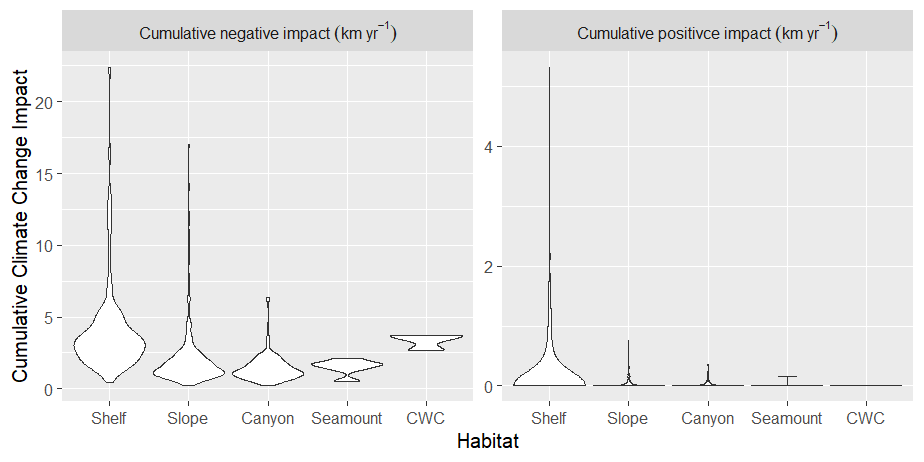 Cumulative negative impact (km yr⁻¹)
Cumulative positivce impact (km yr⁻¹)
Cumulative Climate Change Impact
20
15
10
5
0
4
2
0
Shelf Slope Canyon Seamount CWC
Shelf Slope Canyon Seamount CWC
Habitat